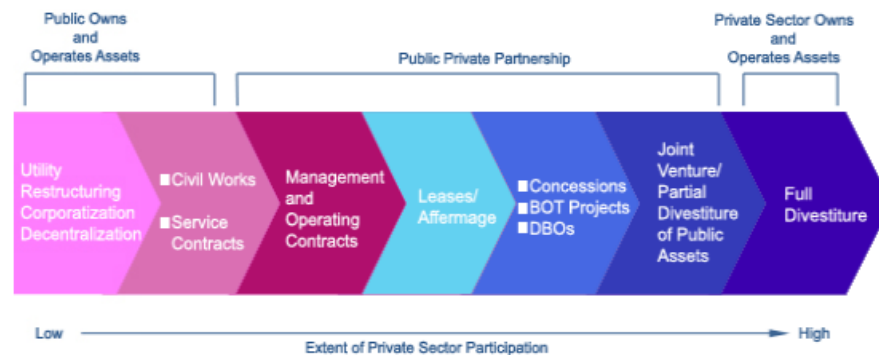 Public Owns
and
Operates Assets
Public Private Partnership
Private Sector Owns
and
Operates Assets
Utility
Restructuring
Corporatization
Decentralization
Civil Works
Service
Contracts
Management
and
Operating
Contracts
Leases/
Affermage
Concessions
BOT Projects
DBOs
Joint
Venture/
Partial
Divestiture
of Public
Assets
Full
Divestiture
Low
High
Extent of Private Sector Participation